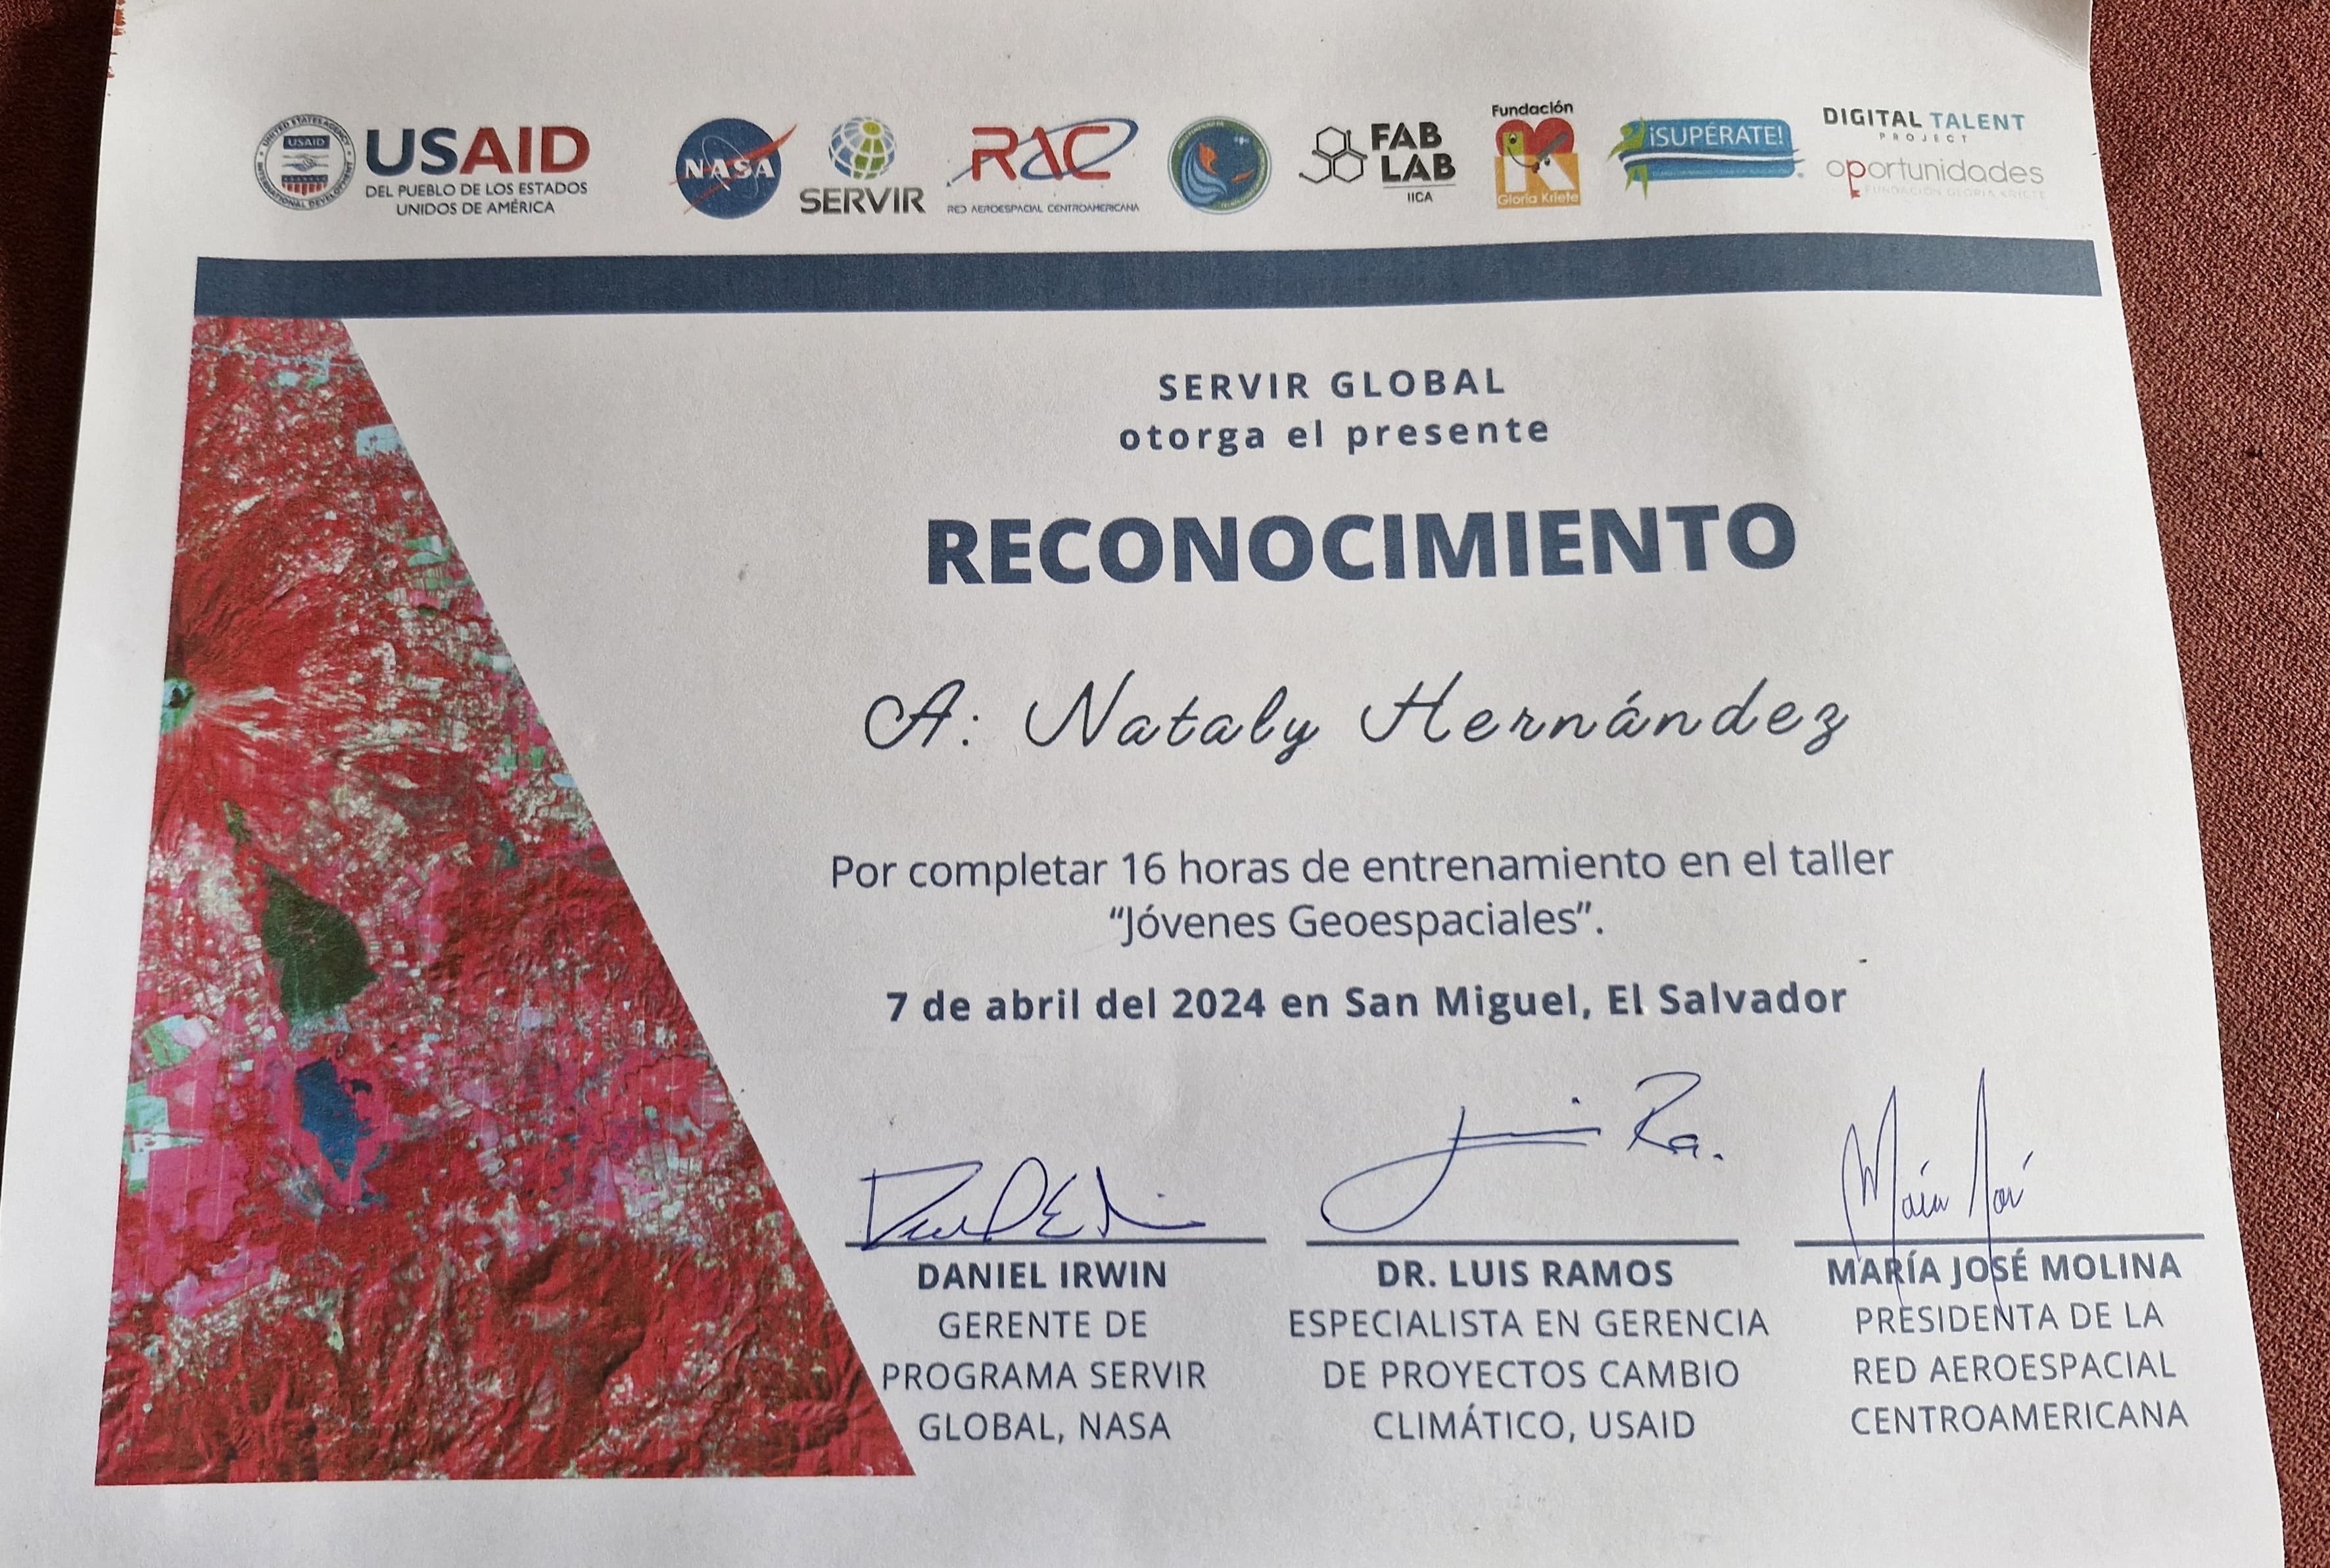 USAID
USAID
DEL PUEBLO DE LOS ESTADOS
UNIDOS DE AMÉRICA
NASA
SERVIR
RAC
RED AEROESPACIAL CENTROAMERICANA
FAB
LAB
IICA
Fundación
Gloria Kriete
¡SUPÉRATE!
DIGITAL TALENT
PROJECT
oportunidades
FUNDACIÓN GLORIA KRIETE
SERVIR GLOBAL
otorga el presente
RECONOCIMIENTO
A: Nataly Hernández
Por completar 16 horas de entrenamiento en el taller
“Jóvenes Geoespaciales”.
7 de abril del 2024 en San Miguel, El Salvador
DANIEL IRWIN
GERENTE DE
PROGRAMA SERVIR
GLOBAL, NASA
DR. LUIS RAMOS
ESPECIALISTA EN GERENCIA
DE PROYECTOS CAMBIO
CLIMÁTICO, USAID
MARÍA JOSÉ MOLINA
PRESIDENTA DE LA
RED AEROESPACIAL
CENTROAMERICANA